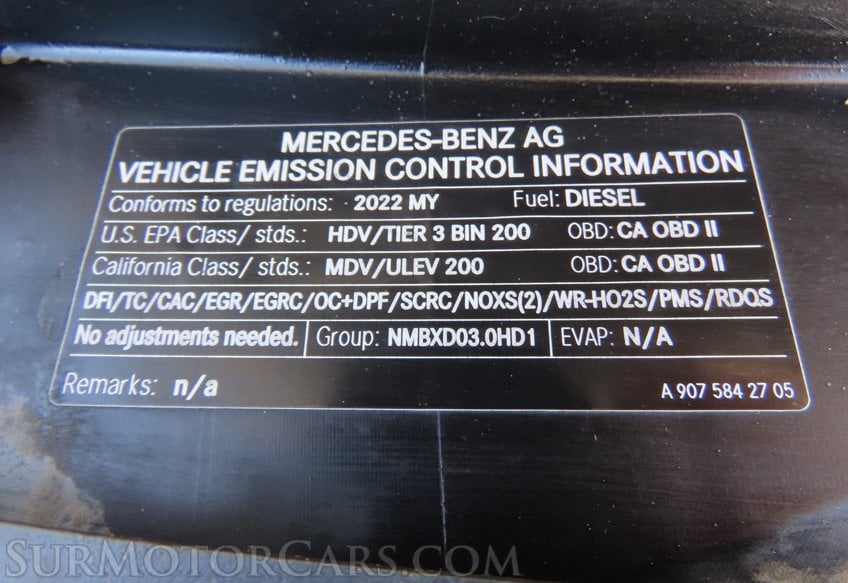 MERCEDES-BENZ AG
VEHICLE EMISSION CONTROL INFORMATION
Conforms to regulations: 2022 MY Fuel: DIESEL
U.S. EPA Class/ stds.: HDV/TIER 3 BIN 200 OBD: CA OBD II
California Class/ stds.: MDV/ULEV 200 OBD: CA OBD II
DFI/TC/CAC/EGR/EGRC/OC+DPF/SCRC/NOXS(2)/WR-HO2S/PMS/RDQS
No adjustments needed. Group: NMBXD03.0HD1 EVAP: N/A
Remarks: n/a A 907 584 27 05
SURMOTORCARS.COM